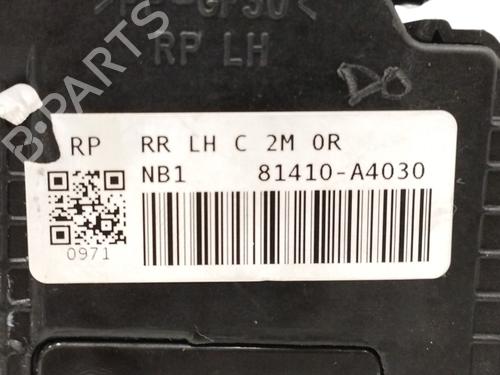 RP LH
DO
RP RR LH C 2M 0R
NB1 81410-A4030
0971
B-PARTS